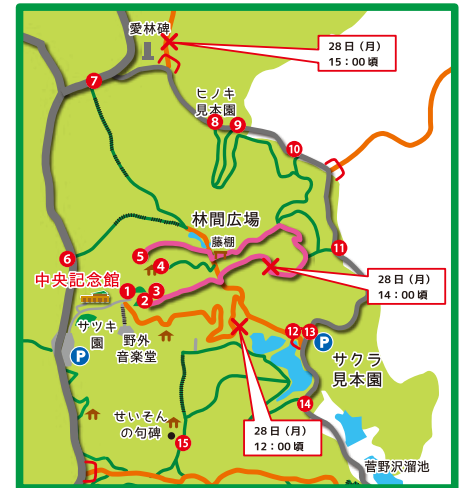 愛林碑
28日（月）
15：00頃
7
ヒノキ
見本園
8
9
10
林間広場
藤棚
5
4
11
6
中央記念館
1
2
3
28日（月）
14：00頃
サツキ
園
P
野外
音楽堂
12
13
P
サクラ
見本園
14
28日（月）
12：00頃
せいそん
の句碑
15
菅野沢溜池